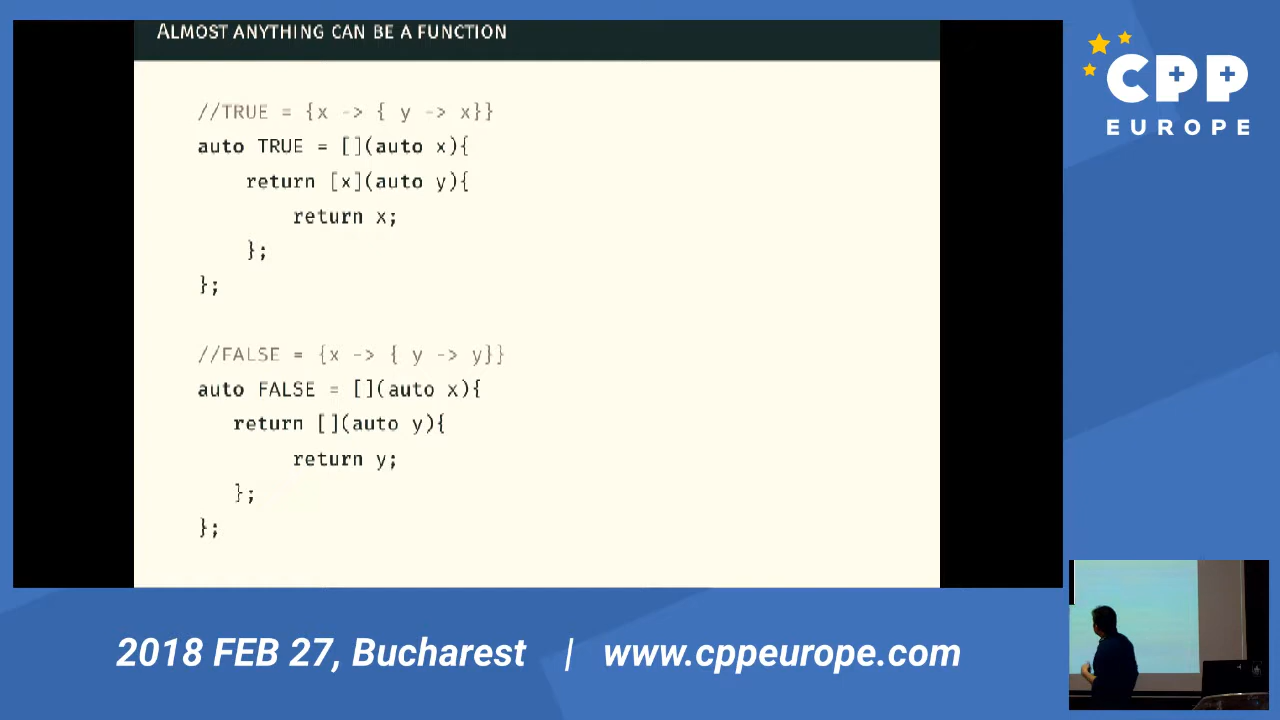 ALMOST ANYTHING CAN BE A FUNCTION
//TRUE = {x -> { y -> x}}
auto TRUE = [](auto x){
return [x](auto y){
return x;
};
};
//FALSE = {x -> { y -> y}}
auto FALSE = [](auto x){
return [](auto y){
return y;
};
};
CPP
EUROPE
2018 FEB 27, Bucharest | www.cppeurope.com